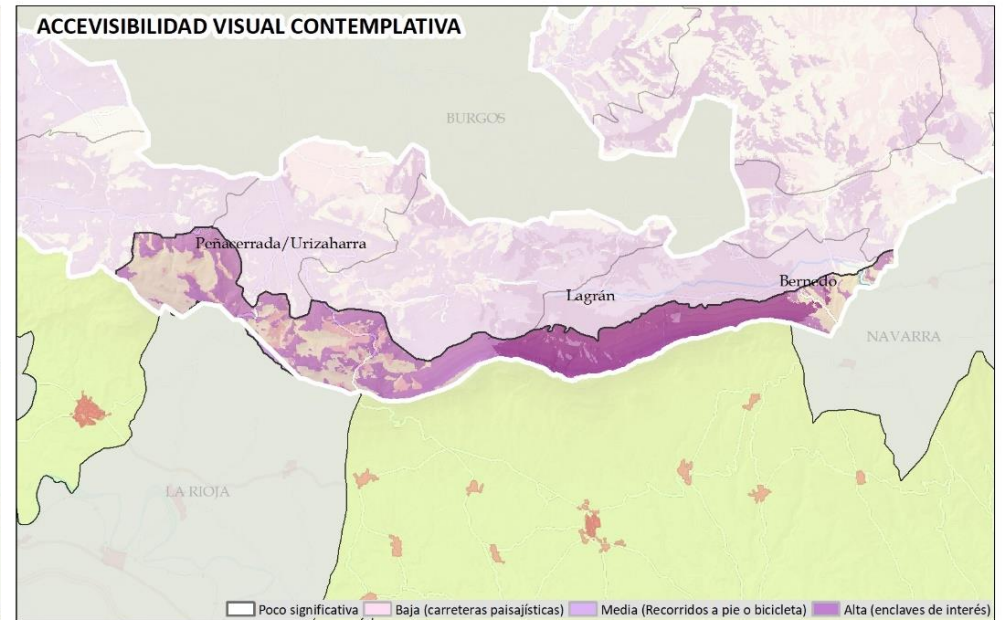 ACCEVISIBILIDAD VISUAL CONTEMPLATIVA
BURGOS
Peñacerrada/Urizaharra
Bernedo
Lagrán
NAVARRA
LA RIOJA
Poco significativa
Baja (carreteras paisajísticas)
Media (Recorridos a pie o bicicleta)
Alta (enclaves de interés)